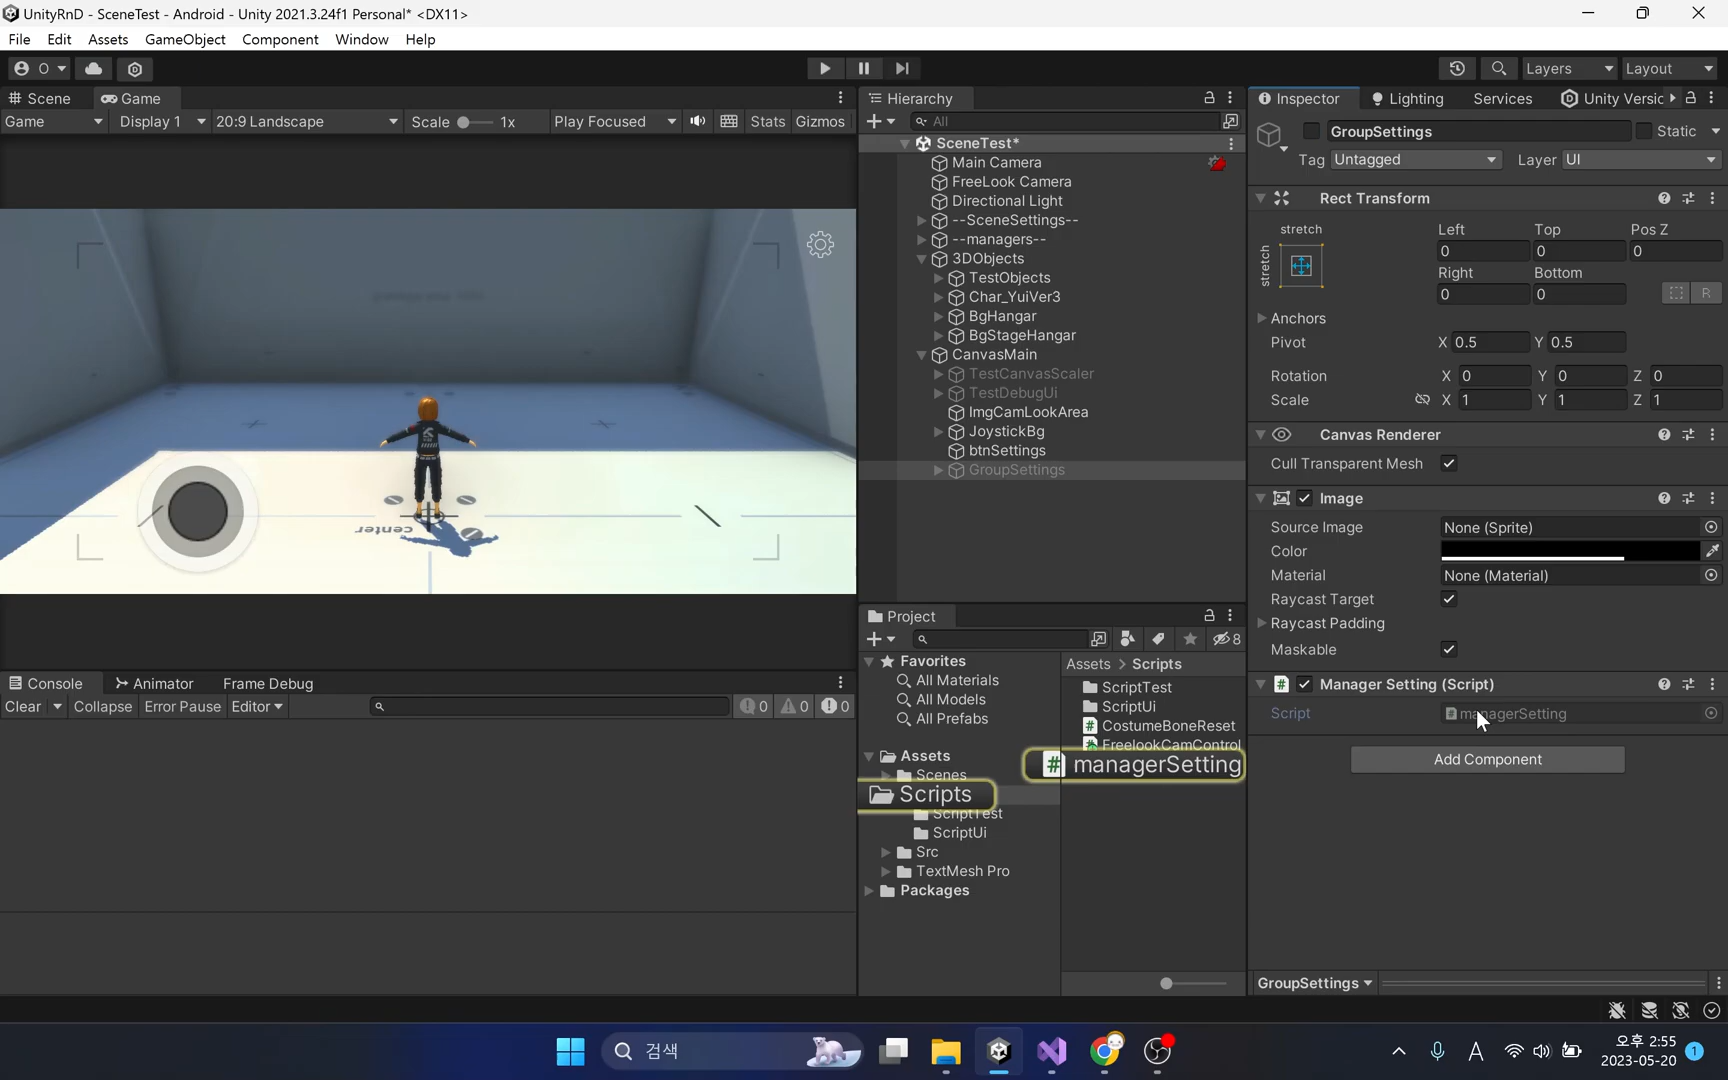 UnityRnD - SceneTest - Android - Unity 2021.3.24f1 Personal* <DX11>
File Edit Assets GameObject Component Window Help
O Layers Layout
Scene Game
Game Display 1 20:9 Landscape Scale 1x Play Focused Stats Gizmos
center
Console Animator Frame Debug
Clear Collapse Error Pause Editor 0 0 0
Hierarchy
All
SceneTest*
Main Camera
FreeLook Camera
Directional Light
--SceneSettings--
--managers--
3DObjects
TestObjects
Char_YuiVer3
BgHangar
BgStageHangar
CanvasMain
TestCanvasScaler
TestDebugUi
ImgCamLookArea
JoystickBg
btnSettings
GroupSettings
Project
8
Favorites
All Materials
All Models
All Prefabs
Assets
Scenes
Scripts
ScriptTest
ScriptUi
Src
TextMesh Pro
Packages
Assets > Scripts
ScriptTest
ScriptUi
CostumeBoneReset
FreelookCamControl
managerSetting
Inspector Lighting Services Unity Versic
GroupSettings Static
Tag Untagged Layer UI
Rect Transform
stretch Left Top Pos Z
stretch 0 0 0
Right Bottom
0 0 R
Anchors
Pivot X 0.5 Y 0.5
Rotation X 0 Y 0 Z 0
Scale X 1 Y 1 Z 1
Canvas Renderer
Cull Transparent Mesh
Image
Source Image None (Sprite)
Color
Material None (Material)
Raycast Target
Raycast Padding
Maskable
# Manager Setting (Script)
Script managerSetting
Add Component
GroupSettings
검색
A 오후 2:55
2023-05-20 1